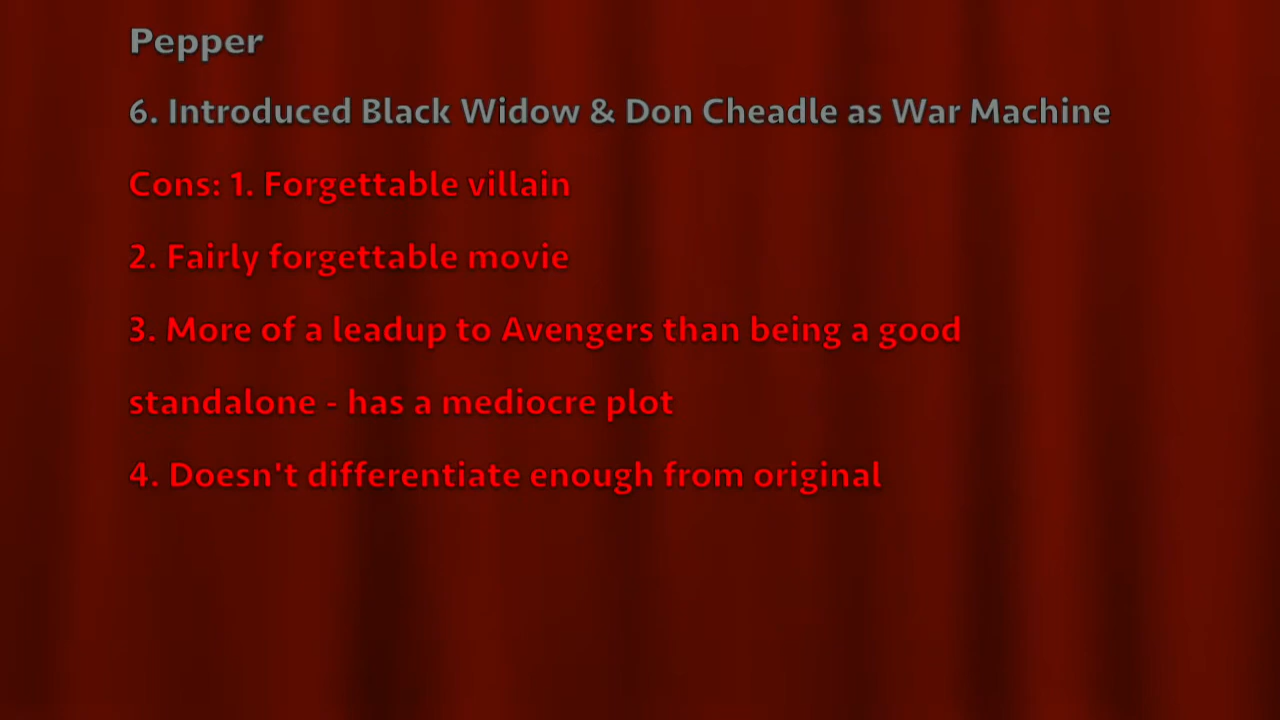 Pepper
6. Introduced Black Widow & Don Cheadle as War Machine
Cons: 1. Forgettable villain
2. Fairly forgettable movie
3. More of a leadup to Avengers than being a good
standalone - has a mediocre plot
4. Doesn't differentiate enough from original